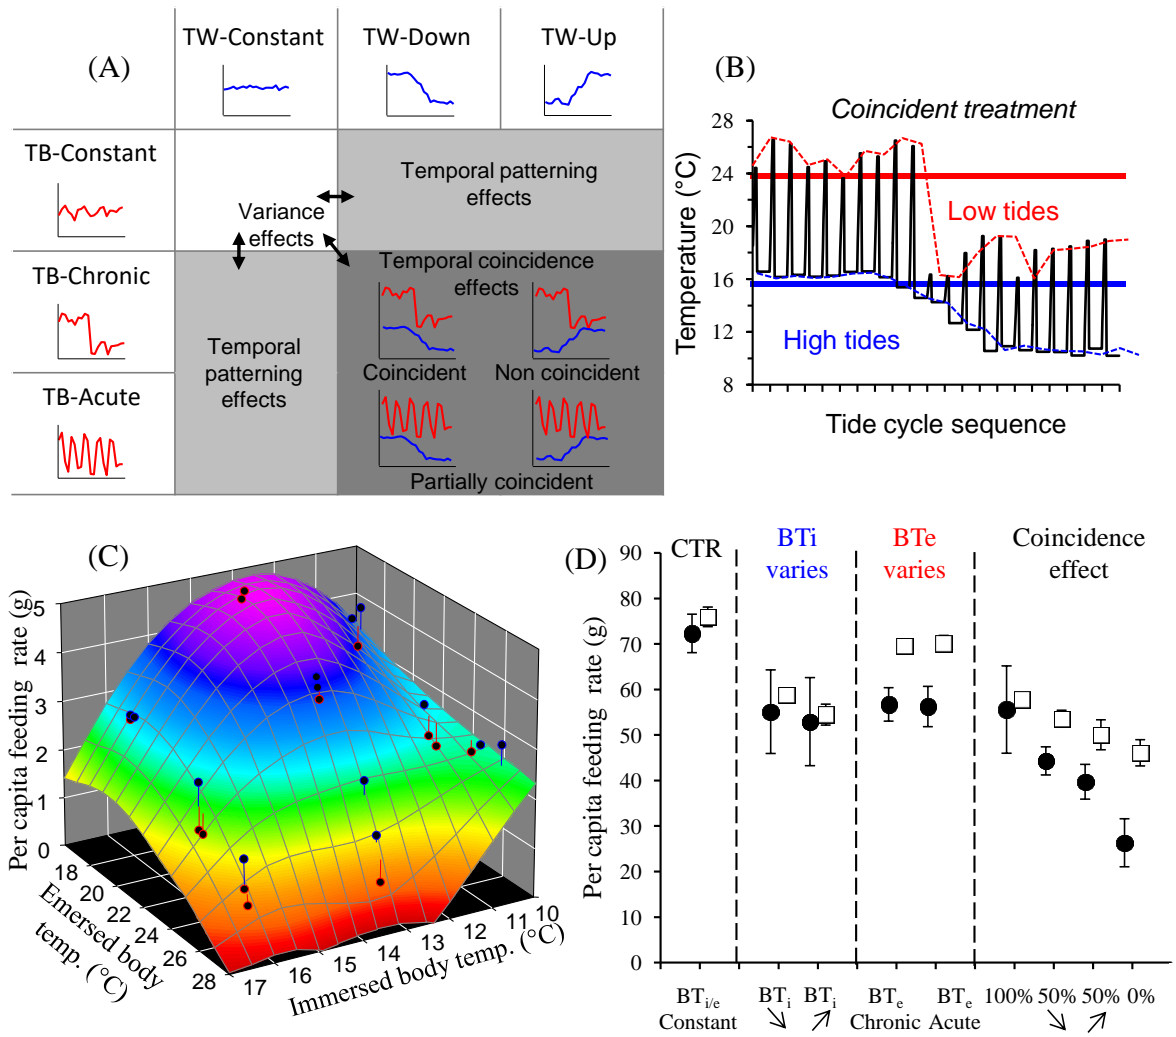 (A)
TW-Constant
TW-Down
TW-Up
TB-Constant
TB-Chronic
TB-Acute
Variance
effects
Temporal patterning
effects
Temporal coincidence
effects
Temporal
patterning
effects
Coincident
Non coincident
Partially coincident
(B)
Coincident treatment
Temperature (°C)
28
24
20
16
12
8
Low tides
High tides
Tide cycle sequence
(C)
Per capita feeding rate (g)
5
4
3
2
1
0
18
20
22
24
26
28
Emersed body
temp. (°C)
17
16
15
14
13
12
11
10
Immersed body temp. (°C)
(D)
Per capita feeding rate (g)
90
80
70
60
50
40
30
20
10
0
CTR
BTi
varies
BTe
varies
Coincidence
effect
BTi/e
Constant
BTi
BTi
BTe
Chronic
BTe
Acute
100%
50%
50%
0%